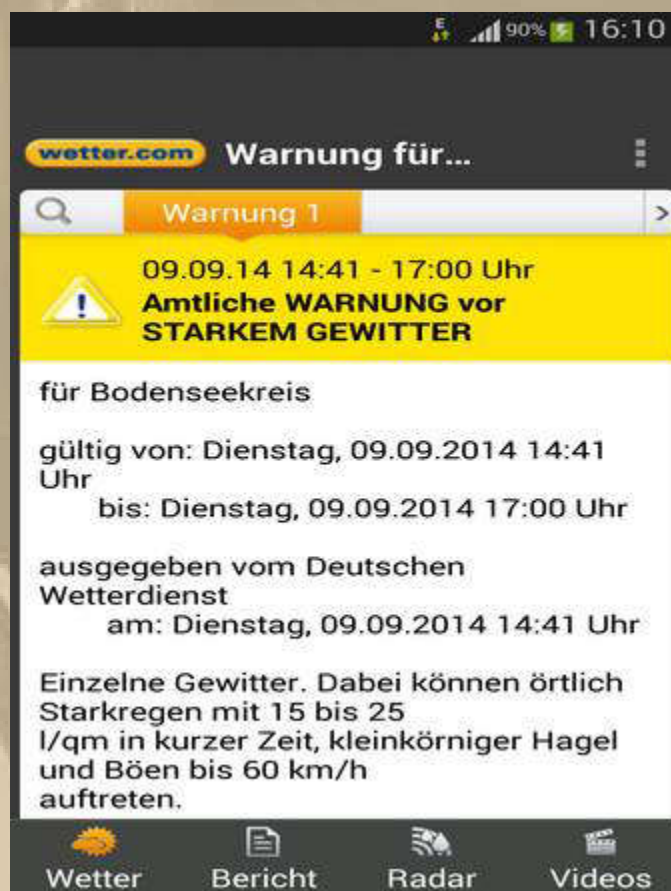 E 90% 16:10
wetter.com Warnung für...
Warnung 1
09.09.14 14:41 - 17:00 Uhr
Amtliche WARNUNG vor
STARKEM GEWITTER
für Bodenseekreis
gültig von: Dienstag, 09.09.2014 14:41
Uhr
bis: Dienstag, 09.09.2014 17:00 Uhr
ausgegeben vom Deutschen
Wetterdienst
am: Dienstag, 09.09.2014 14:41 Uhr
Einzelne Gewitter. Dabei können örtlich
Starkregen mit 15 bis 25
l/qm in kurzer Zeit, kleinkörniger Hagel
und Böen bis 60 km/h
auftreten.
Wetter Bericht Radar Videos